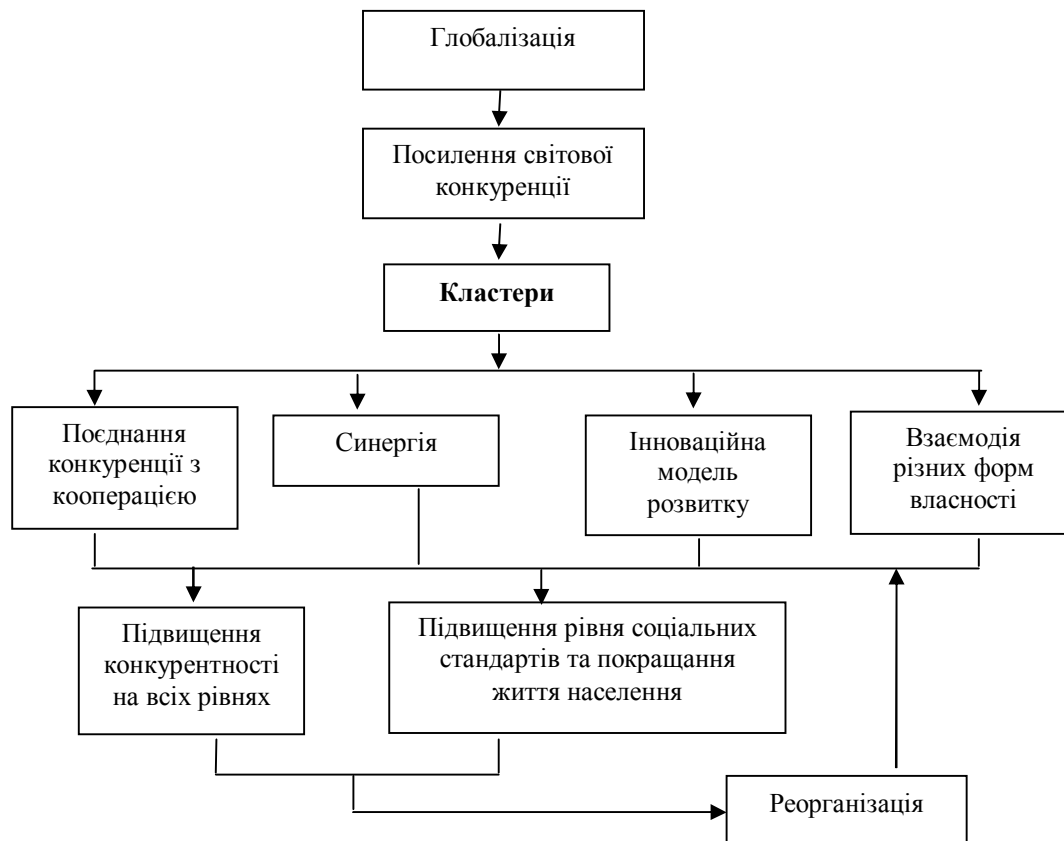 Глобалізація
Посилення світової
конкуренції
Кластери
Поєднання
конкуренції з
кооперацією
Синергія
Інноваційна
модель
розвитку
Взаємодія
різних форм
власності
Підвищення
конкурентності
на всіх рівнях
Підвищення рівня соціальних
стандартів та покращання
життя населення
Реорганізація